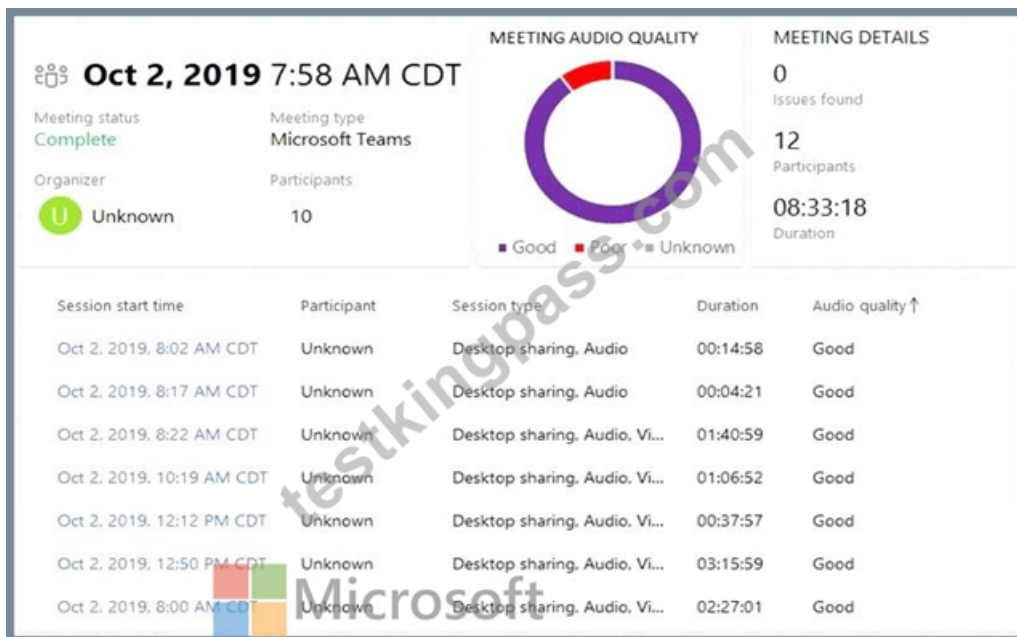 MEETING AUDIO QUALITY
MEETING DETAILS
Oct 2, 2019 7:58 AM CDT
0
Issues found
Meeting status
Meeting type
Complete
Microsoft Teams
12
Participants
Organizer
Participants
U Unknown
10
08:33:18
Duration
Good Poor Unknown
Session start time Participant Session type Duration Audio quality↑
Oct 2, 2019, 8:02 AM CDT Unknown Desktop sharing, Audio 00:14:58 Good
Oct 2, 2019, 8:17 AM CDT Unknown Desktop sharing, Audio 00:04:21 Good
Oct 2, 2019, 8:22 AM CDT Unknown Desktop sharing, Audio, Vi... 01:40:59 Good
Oct 2, 2019, 10:19 AM CDT Unknown Desktop sharing, Audio, Vi... 01:06:52 Good
Oct 2, 2019, 12:12 PM CDT Unknown Desktop sharing, Audio, Vi... 00:37:57 Good
Oct 2, 2019, 12:50 PM CDT Unknown Desktop sharing, Audio, Vi... 03:15:59 Good
Oct 2, 2019, 8:00 AM CDT Unknown Desktop sharing, Audio, Vi... 02:27:01 Good
testkingpass.com
Microsoft